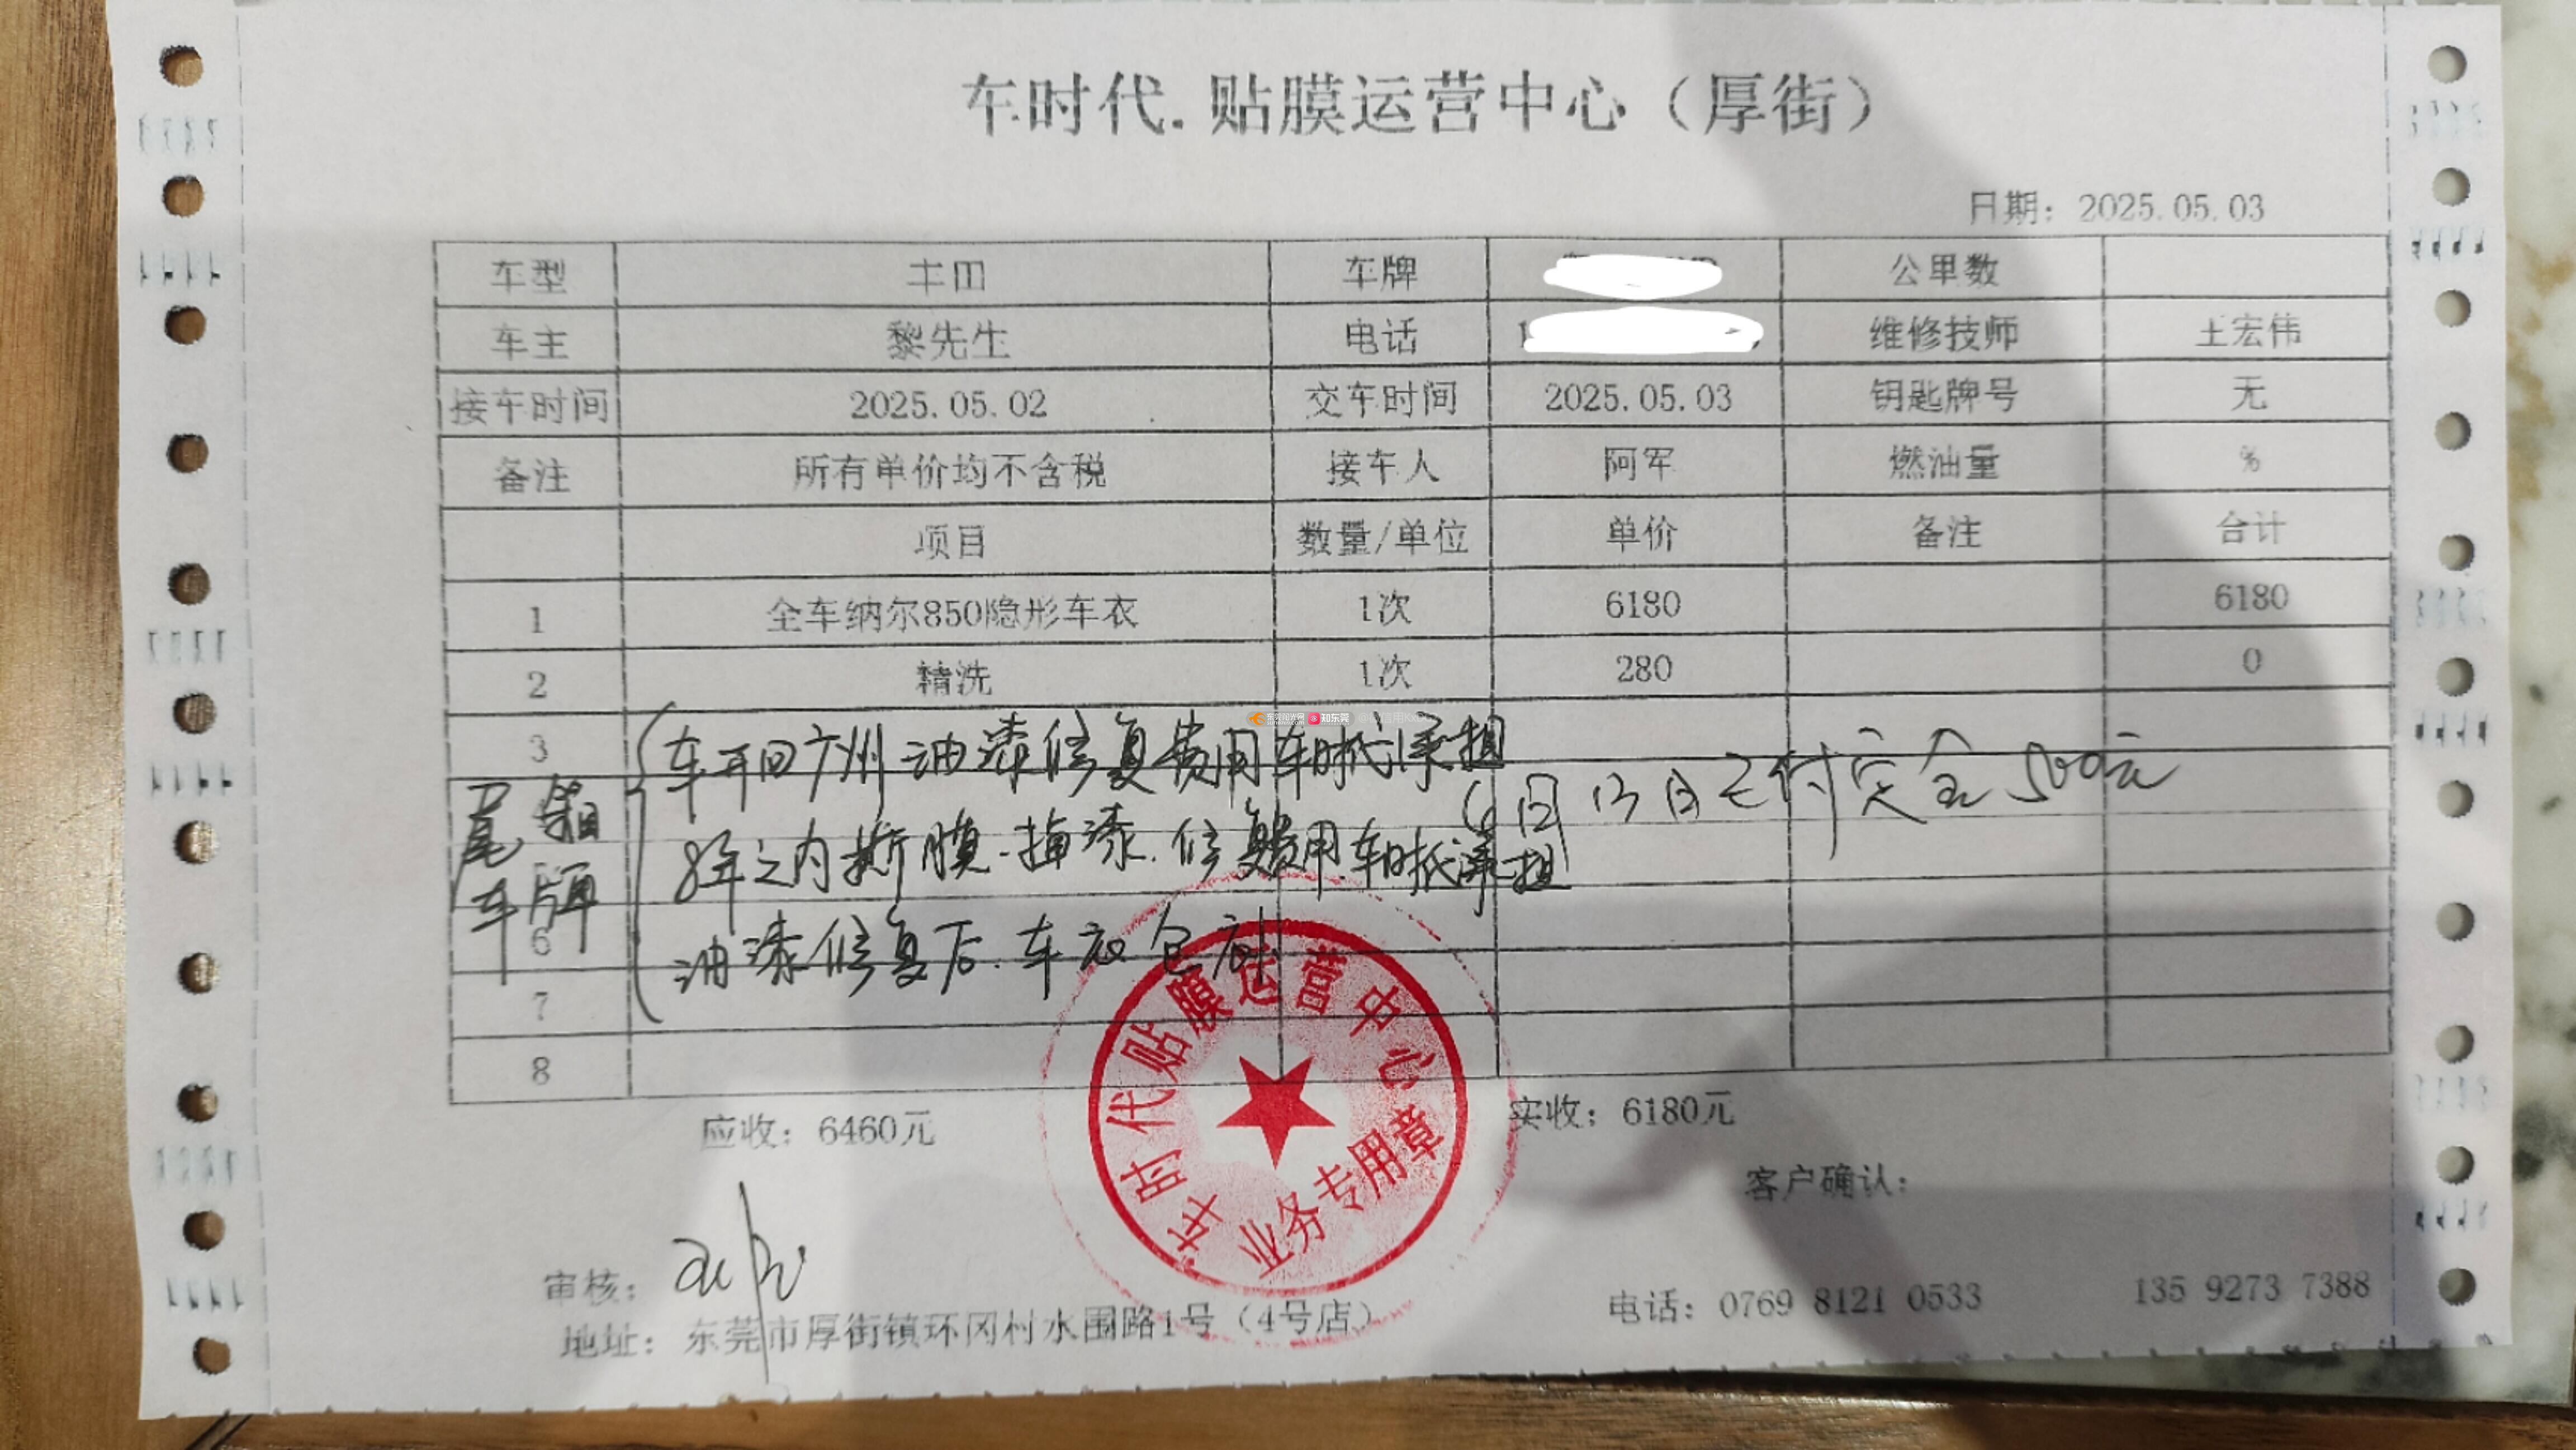 车时代.贴膜运营中心（厚街）
日期：2025.05.03
车型 丰田 车牌 公里数
车主 黎先生 电话 1 维修技师 王宏伟
接车时间 2025.05.02 交车时间 2025.05.03 钥匙牌号 无
备注 所有单价均不含税 接车人 阿军 燃油量 %
项目 数量/单位 单价 备注 合计
1 全车纳尔850隐形车衣 1次 6180 6180
2 精洗 1次 280 0
3 车开回广州油漆修复费用车时代承担
尾箱 8年之内撕膜.掉漆.修复费用.车时代承担 日13日已付定金500元
车牌 6 油漆修复后.车衣包
7
8
应收：6460元 实收：6180元
车时代贴膜运营中心
业务专用章
客户确认：
审核：
地址：东莞市厚街镇环冈村水围路1号（4号店） 电话：0769 8121 0533 135 9273 7388
东莞阳光网 知东莞